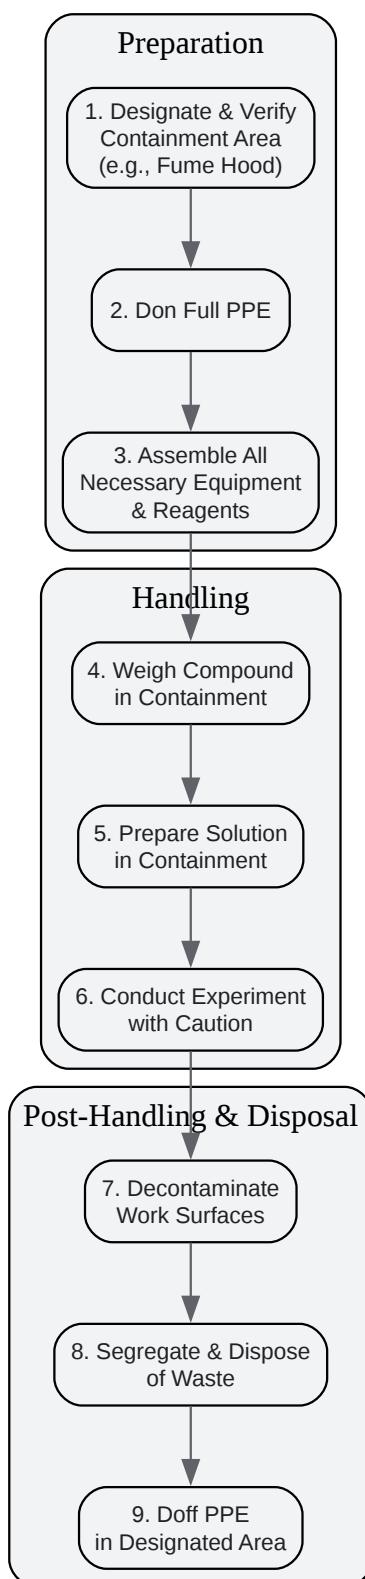 Preparation
1. Designate & Verify
Containment Area
(e.g., Fume Hood)
2. Don Full PPE
3. Assemble All
Necessary Equipment
& Reagents
Handling
4. Weigh Compound
in Containment
5. Prepare Solution
in Containment
6. Conduct Experiment
with Caution
Post-Handling & Disposal
7. Decontaminate
Work Surfaces
8. Segregate & Dispose
of Waste
9. Doff PPE
in Designated Area